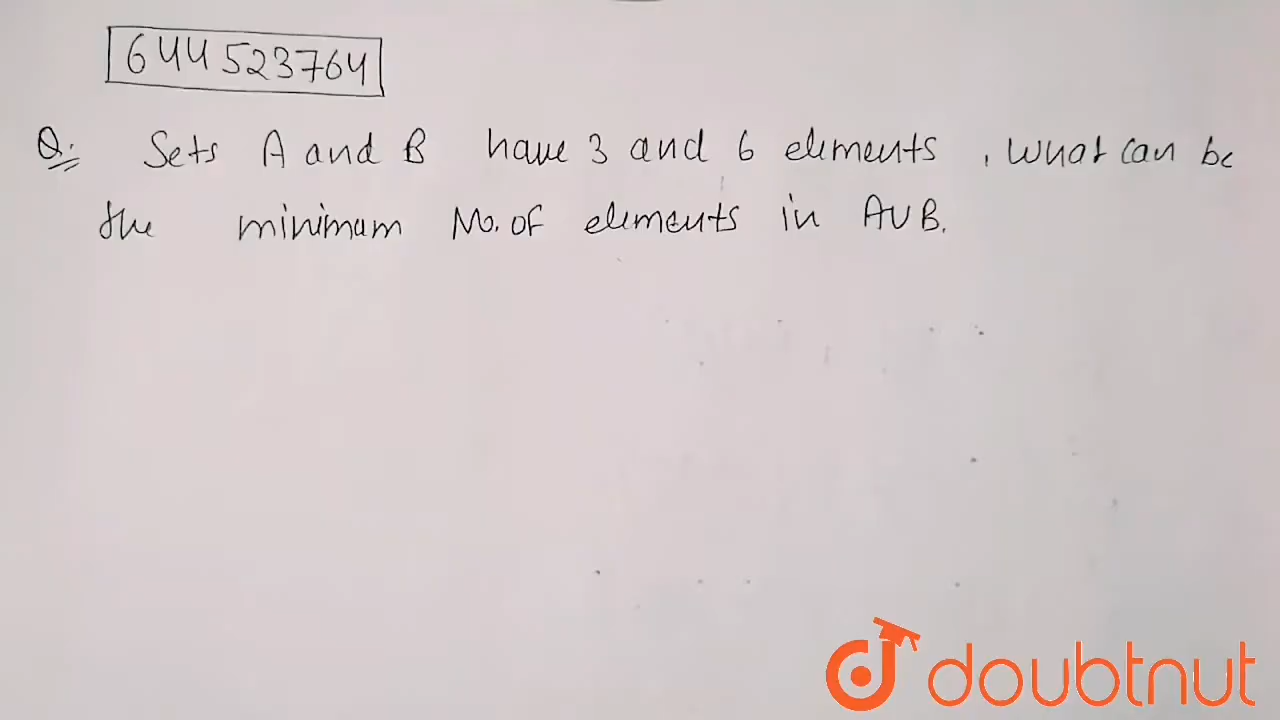 644523764
Q. Sets A and B have 3 and 6 elements , What can be
the minimum No. of elements in A∪B.
doubtnut